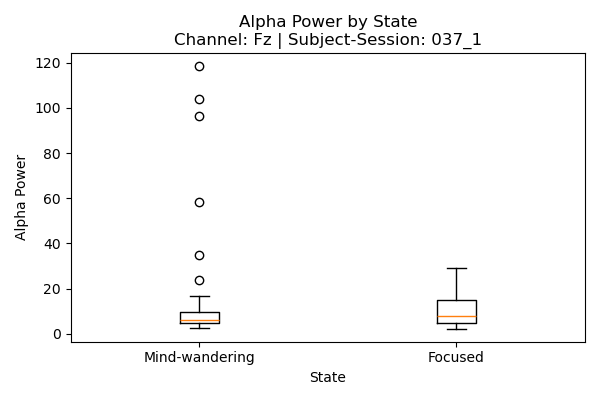 Alpha Power by State
Channel: Fz | Subject-Session: 037_1
Alpha Power
120
100
80
60
40
20
0
Mind-wandering
Focused
State